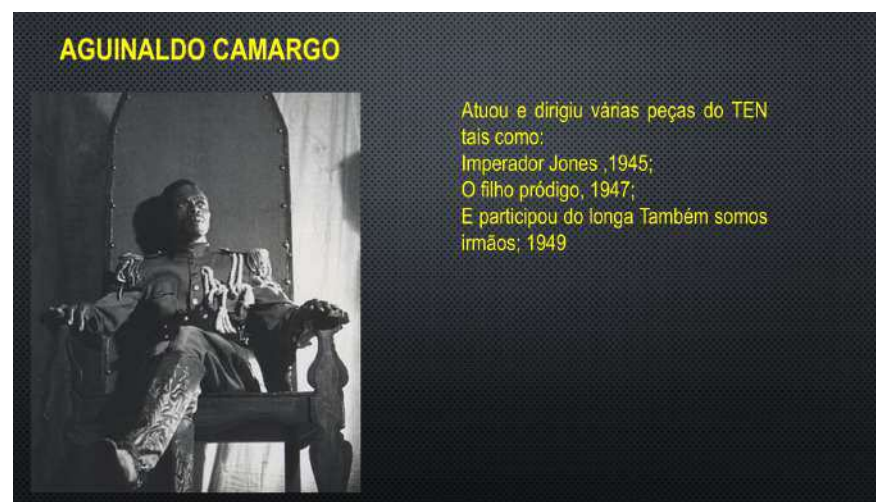 AGUINALDO CAMARGO
Atuou e dirigiu várias peças do TEN
tais como:
Imperador Jones ,1945;
O filho pródigo, 1947;
E participou do longa Também somos
irmãos; 1949